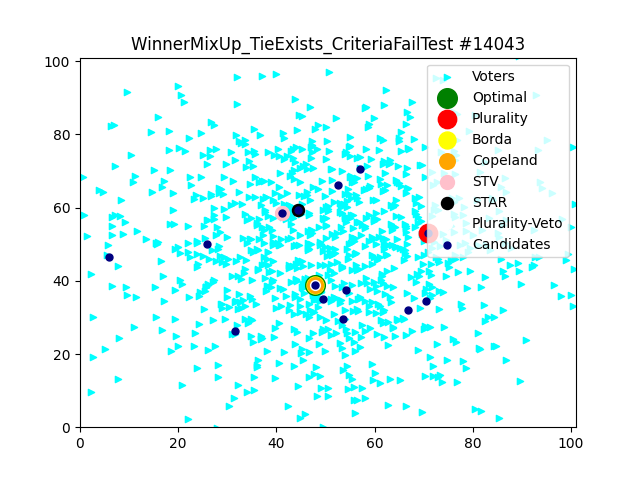 WinnerMixUp_TieExists_CriteriaFailTest #14043
100
80
60
40
20
0
0
20
40
60
80
100
Voters
Optimal
Plurality
Borda
Copeland
STV
STAR
Plurality-Veto
Candidates